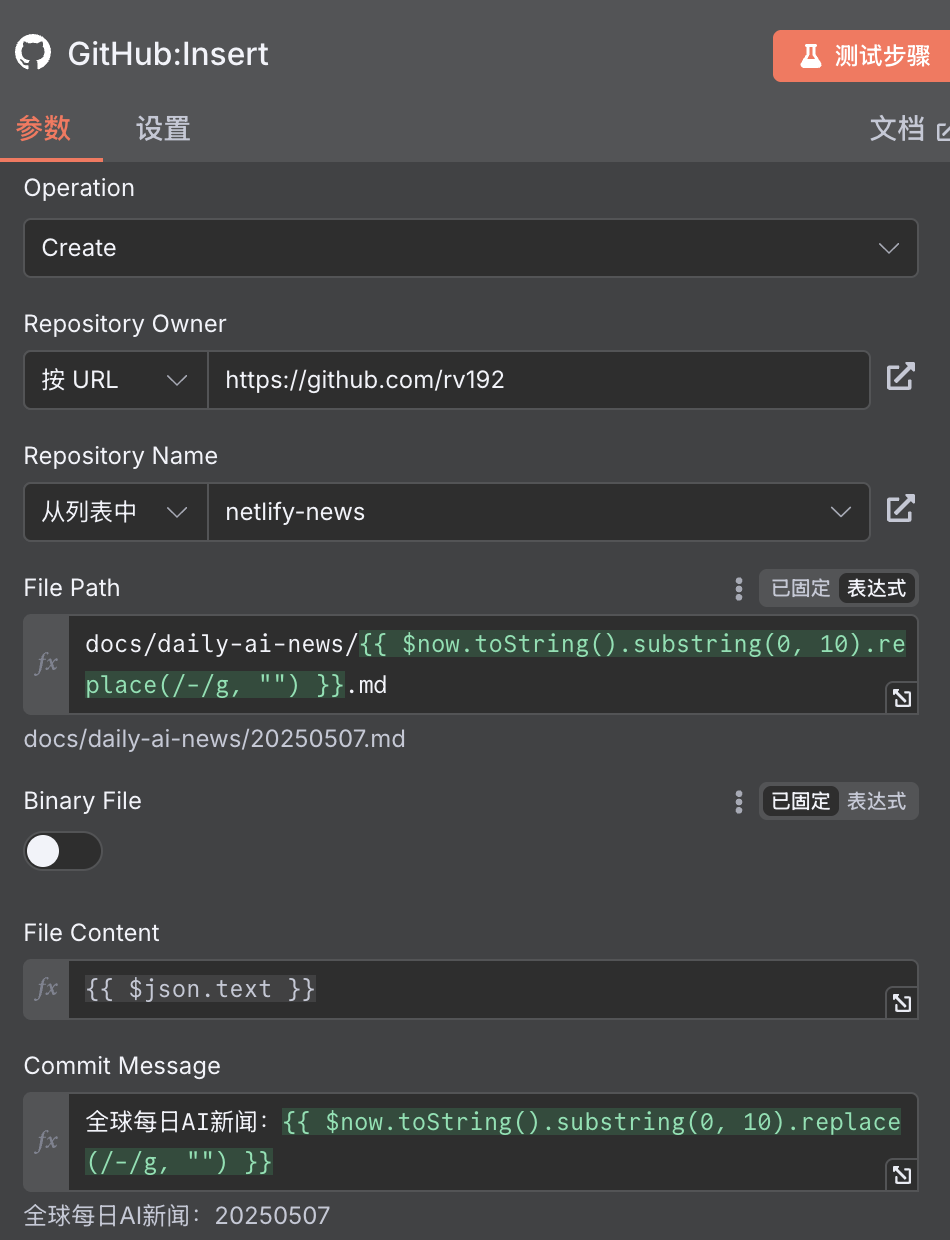 GitHub:Insert
测试步骤
参数 设置 文档
Operation
Create
Repository Owner
按 URL https://github.com/rv192
Repository Name
从列表中 netlify-news
File Path 已固定 表达式
fx docs/daily-ai-news/{{ $now.toString().substring(0, 10).re
place(/-/g, "") }}.md
docs/daily-ai-news/20250507.md
Binary File 已固定 表达式
File Content
fx {{ $json.text }}
Commit Message
fx 全球每日AI新闻：{{ $now.toString().substring(0, 10).replace
(/-/g, "") }}
全球每日AI新闻：20250507